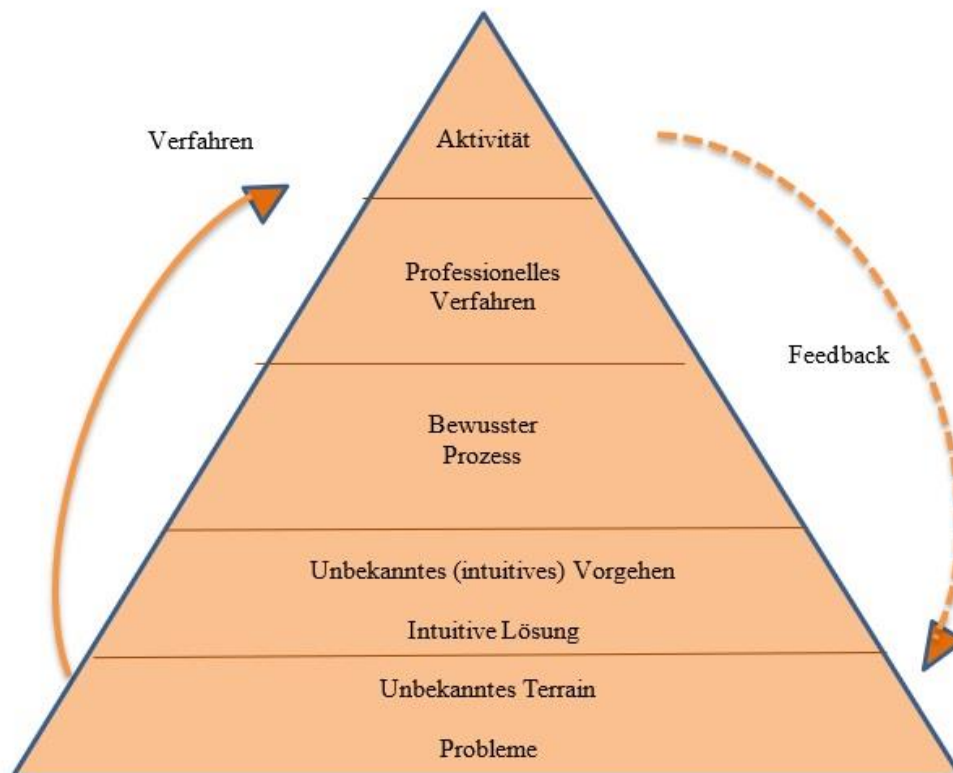 Verfahren
Aktivität
Professionelles
Verfahren
Feedback
Bewusster
Prozess
Unbekanntes (intuitives) Vorgehen
Intuitive Lösung
Unbekanntes Terrain
Probleme